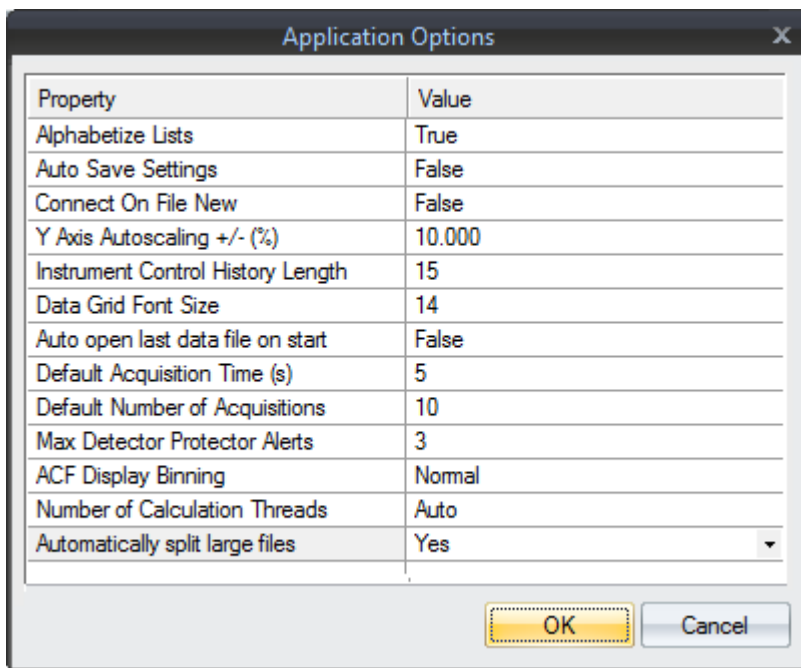 Application Options
x
Property Value
Alphabetize Lists True
Auto Save Settings False
Connect On File New False
Y Axis Autoscaling +/- (%) 10.000
Instrument Control History Length 15
Data Grid Font Size 14
Auto open last data file on start False
Default Acquisition Time (s) 5
Default Number of Acquisitions 10
Max Detector Protector Alerts 3
ACF Display Binning Normal
Number of Calculation Threads Auto
Automatically split large files Yes
OK Cancel